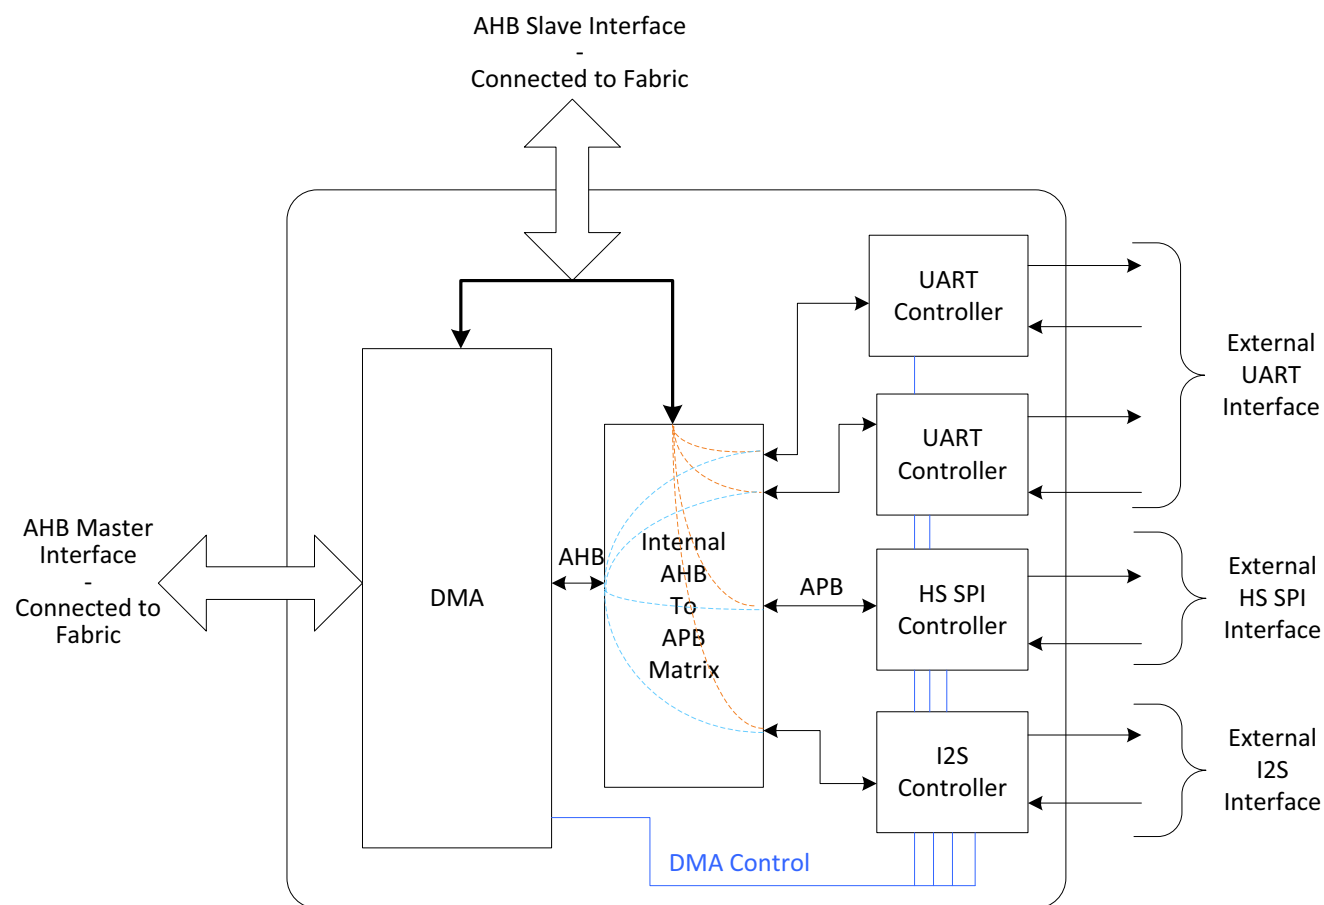 AHB Slave Interface
-
Connected to Fabric
UART
Controller
External
UART
Interface
UART
Controller
AHB Master
Interface
-
Connected to
Fabric
DMA
AHB
Internal
AHB
To
APB
Matrix
APB
HS SPI
Controller
External
HS SPI
Interface
I2S
Controller
External
I2S
Interface
DMA Control